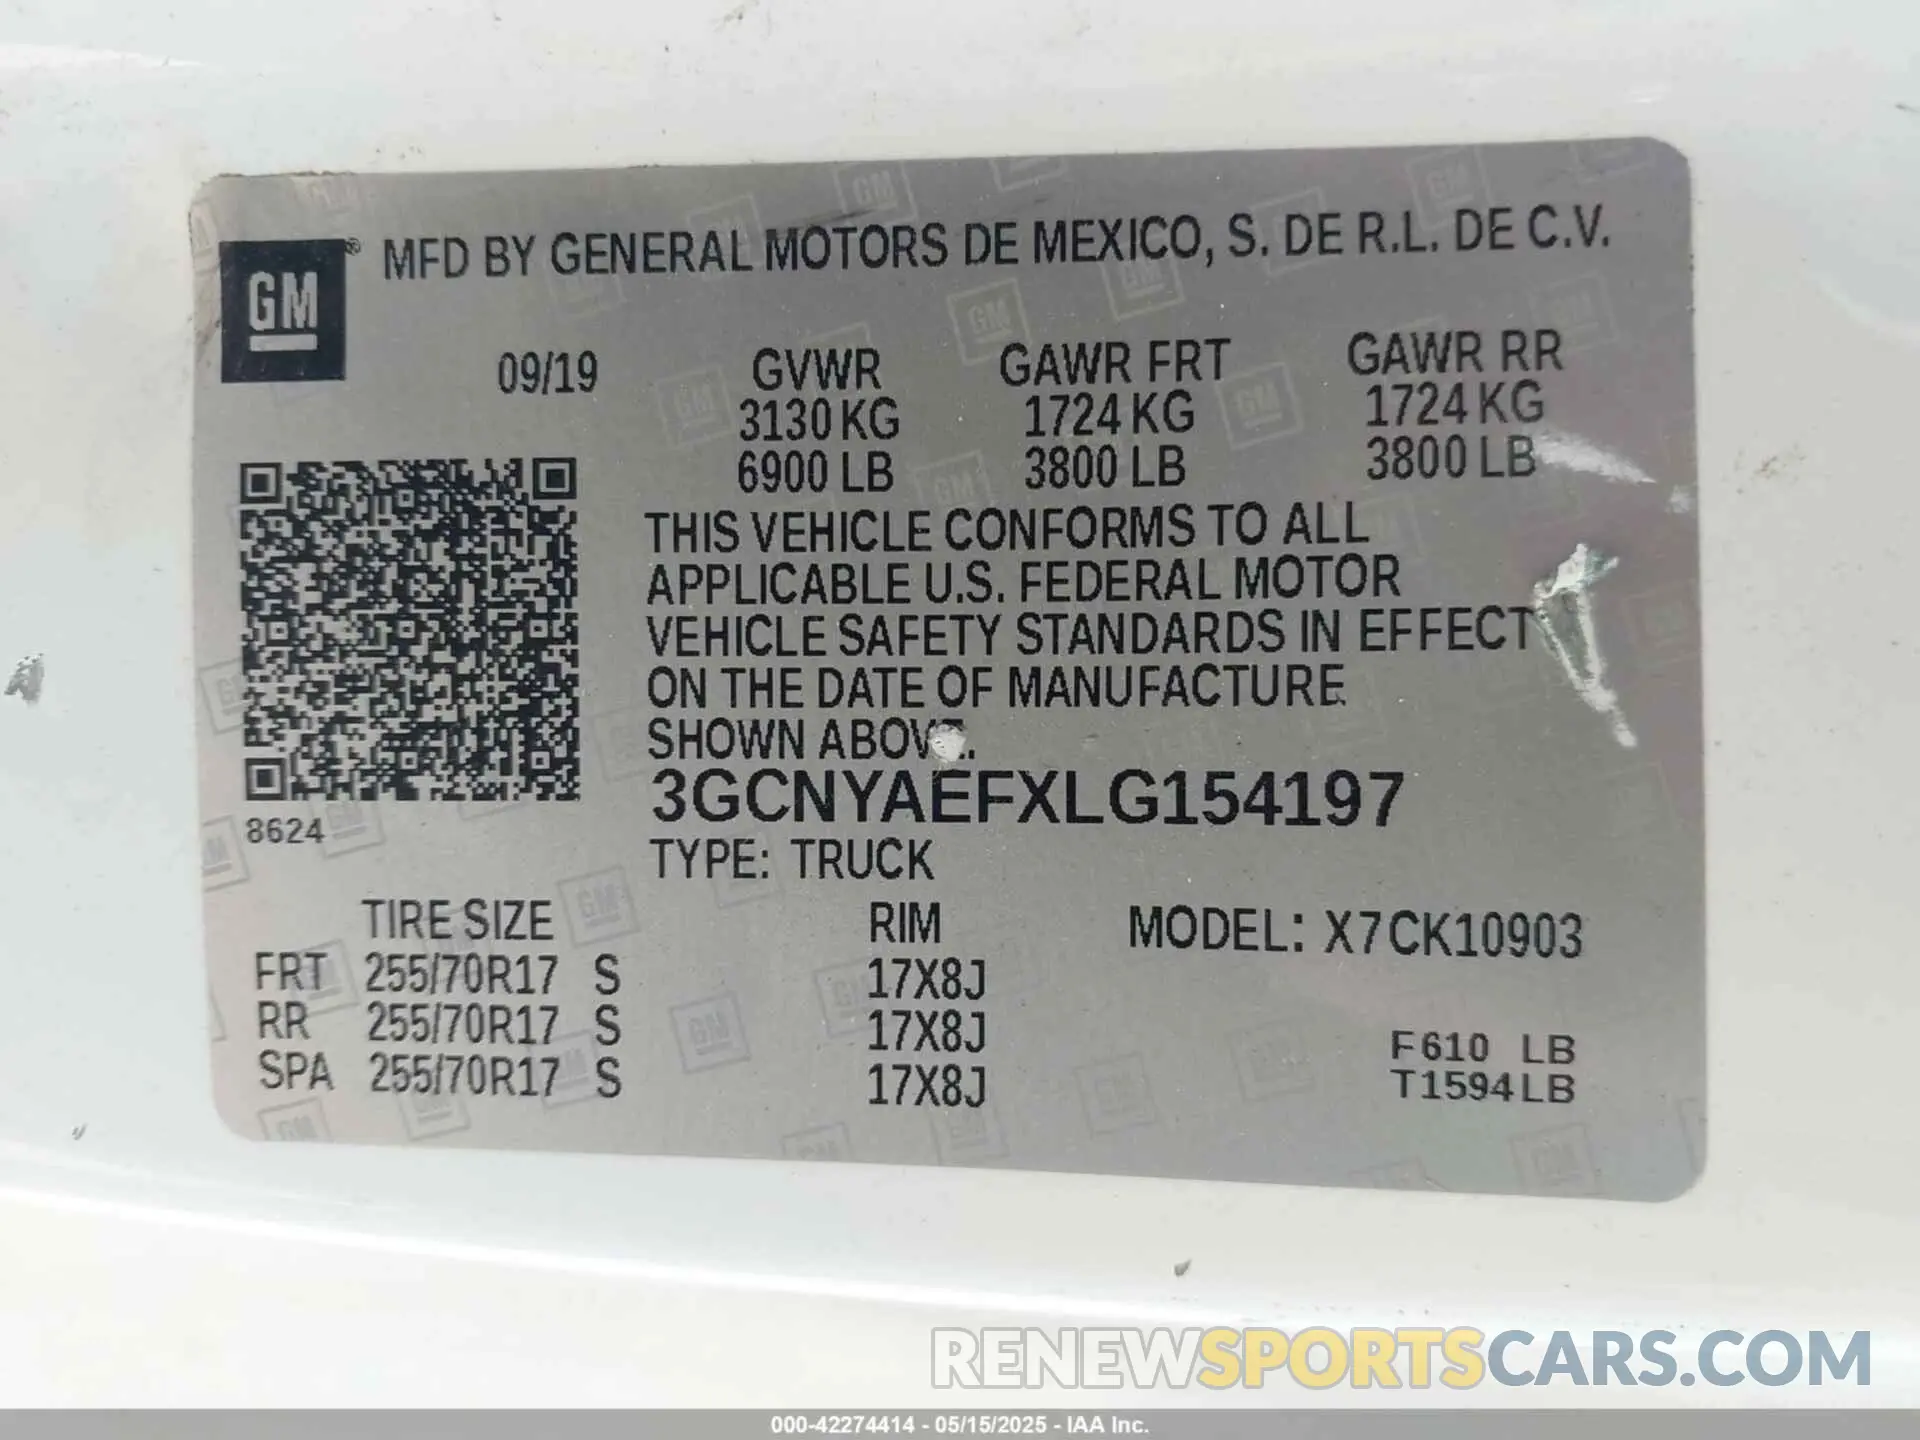 GM® MFD BY GENERAL MOTORS DE MEXICO, S. DE R.L. DE C.V.
09/19 GVWR GAWR FRT GAWR RR
3130 KG 1724 KG 1724 KG
6900 LB 3800 LB 3800 LB
THIS VEHICLE CONFORMS TO ALL
APPLICABLE U.S. FEDERAL MOTOR
VEHICLE SAFETY STANDARDS IN EFFECT
ON THE DATE OF MANUFACTURE
SHOWN ABOVE.
3GCNYAEFXLG154197
8624
TYPE: TRUCK
TIRE SIZE RIM MODEL: X7CK10903
FRT 255/70R17 S 17X8J
RR 255/70R17 S 17X8J
SPA 255/70R17 S 17X8J
F610 LB
T1594LB
RENEWSPORTSCARS.COM
000-42274414 - 05/15/2025 - IAA Inc.